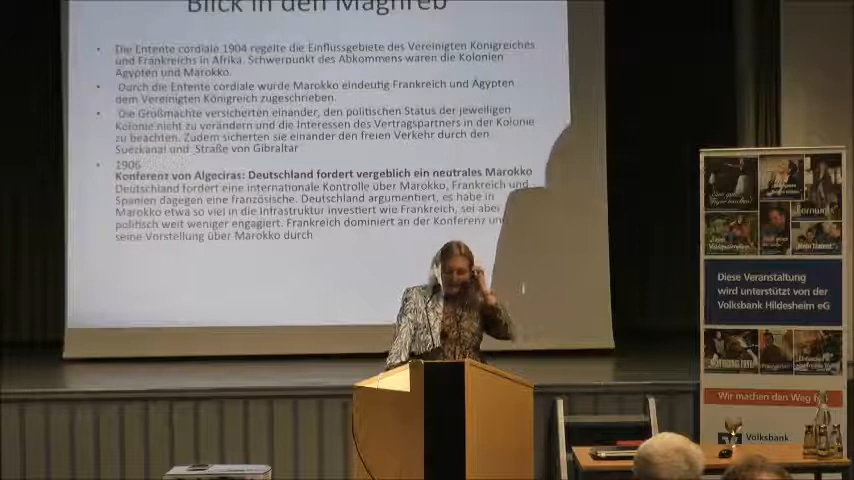 Blick in den Maghreb
• Die Entente cordiale 1904 regelte die Einflussgebiete des Vereinigten Königreiches
und Frankreichs in Afrika. Schwerpunkt des Abkommens waren die Kolonien
Ägypten und Marokko.
• Durch die Entente cordiale wurde Marokko eindeutig Frankreich und Ägypten
dem Vereinigten Königreich zugeschrieben.
• Die Großmächte versicherten einander, den politischen Status der jeweiligen
Kolonie nicht zu verändern und die Interessen des Vertragspartners in der Kolonie
zu beachten. Zudem sicherten sie einander den freien Verkehr durch den
Suezkanal und Straße von Gibraltar
• 1906
Konferenz von Algeciras: Deutschland fordert vergeblich ein neutrales Marokko
Deutschland fordert eine internationale Kontrolle über Marokko, Frankreich und
Spanien dagegen eine französische. Deutschland argumentiert, es habe in
Marokko etwa so viel in die Infrastruktur investiert wie Frankreich, sei aber
politisch weit weniger engagiert. Frankreich dominiert an der Konferenz und
seine Vorstellung über Marokko durch
Diese Veranstaltung
wird unterstützt von der
Volksbank Hildesheim eG
Wir machen den Weg frei
Volksbank